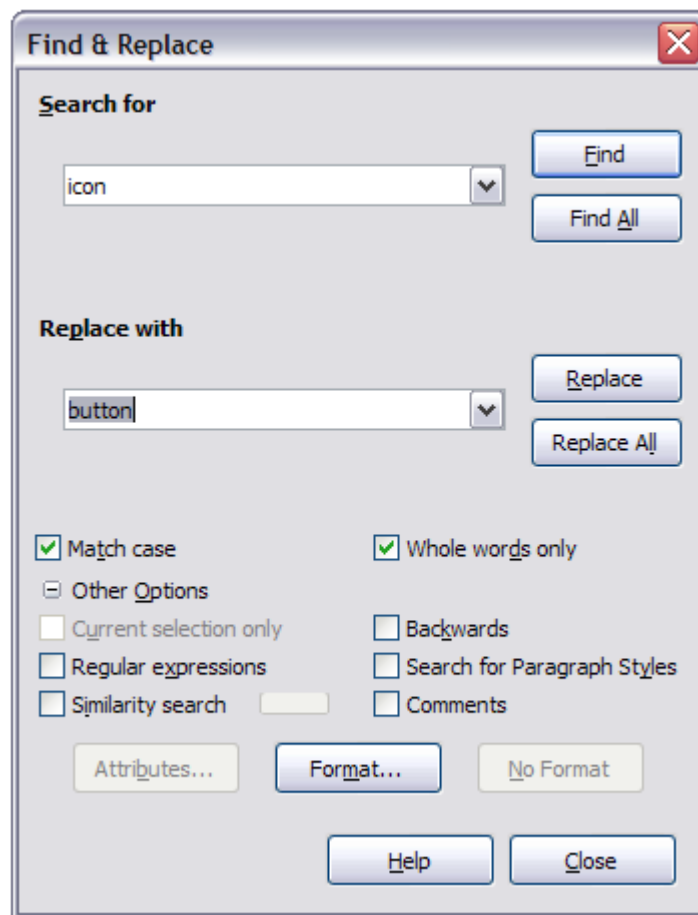 Find & Replace
Search for
icon
Find
Find All
Replace with
button
Replace
Replace All
Match case
Whole words only
Other Options
Current selection only
Backwards
Regular expressions
Search for Paragraph Styles
Similarity search
Comments
Attributes...
Format...
No Format
Help
Close